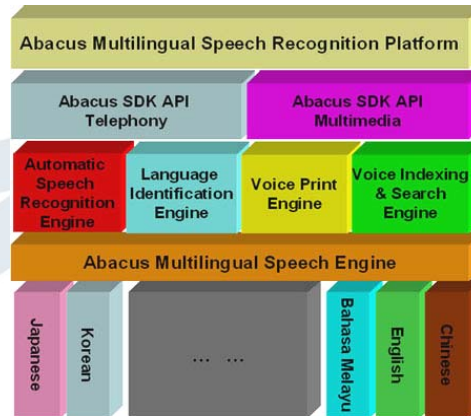 Abacus Multilingual Speech Recognition Platform
Abacus SDK API
Telephony
Abacus SDK API
Multimedia
Automatic
Speech
Recognition
Engine
Language
Identification
Engine
Voice Print
Engine
Voice Indexing
& Search
Engine
Abacus Multilingual Speech Engine
Japanese
Korean
... ...
Bahasa Melayu
English
Chinese